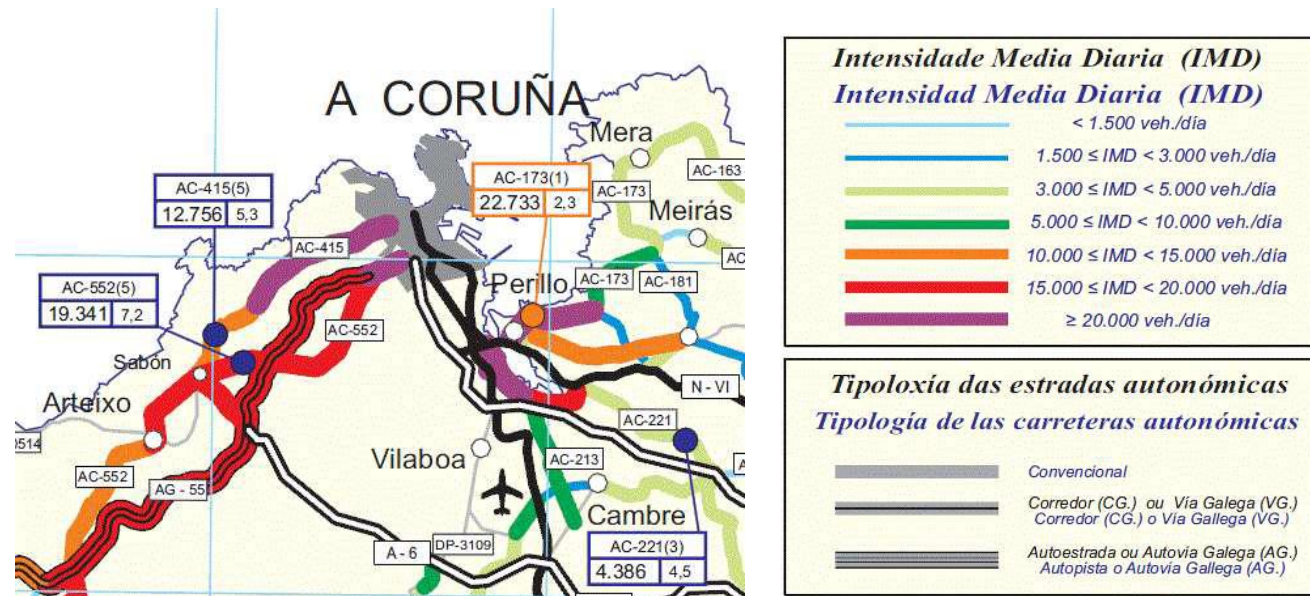 A CORUÑA
Mera
AC-173(1)
22.733 2,3
AC-163
AC-173
AC-415(5)
12.756 5,3
Meirás
AC-415
AC-552(5)
19.341 7,2
Perillo
AC-173
AC-181
AC-552
Sabón
Arteixo
N - VI
AC-221
0514
Vilaboa
AC-552
AC-213
AG - 55
Cambre
A - 6
DP-3109
AC-221(3)
4.386 4,5
Intensidade Media Diaria (IMD)
Intensidad Media Diaria (IMD)
< 1.500 veh./día
1.500 ≤ IMD < 3.000 veh./día
3.000 ≤ IMD < 5.000 veh./día
5.000 ≤ IMD < 10.000 veh./día
10.000 ≤ IMD < 15.000 veh./día
15.000 ≤ IMD < 20.000 veh./día
≥ 20.000 veh./día
Tipoloxía das estradas autonómicas
Tipología de las carreteras autonómicas
Convencional
Corredor (CG.) ou Vía Galega (VG.)
Corredor (CG.) o Vía Gallega (VG.)
Autoestrada ou Autovia Galega (AG.)
Autopista o Autovía Gallega (AG.)